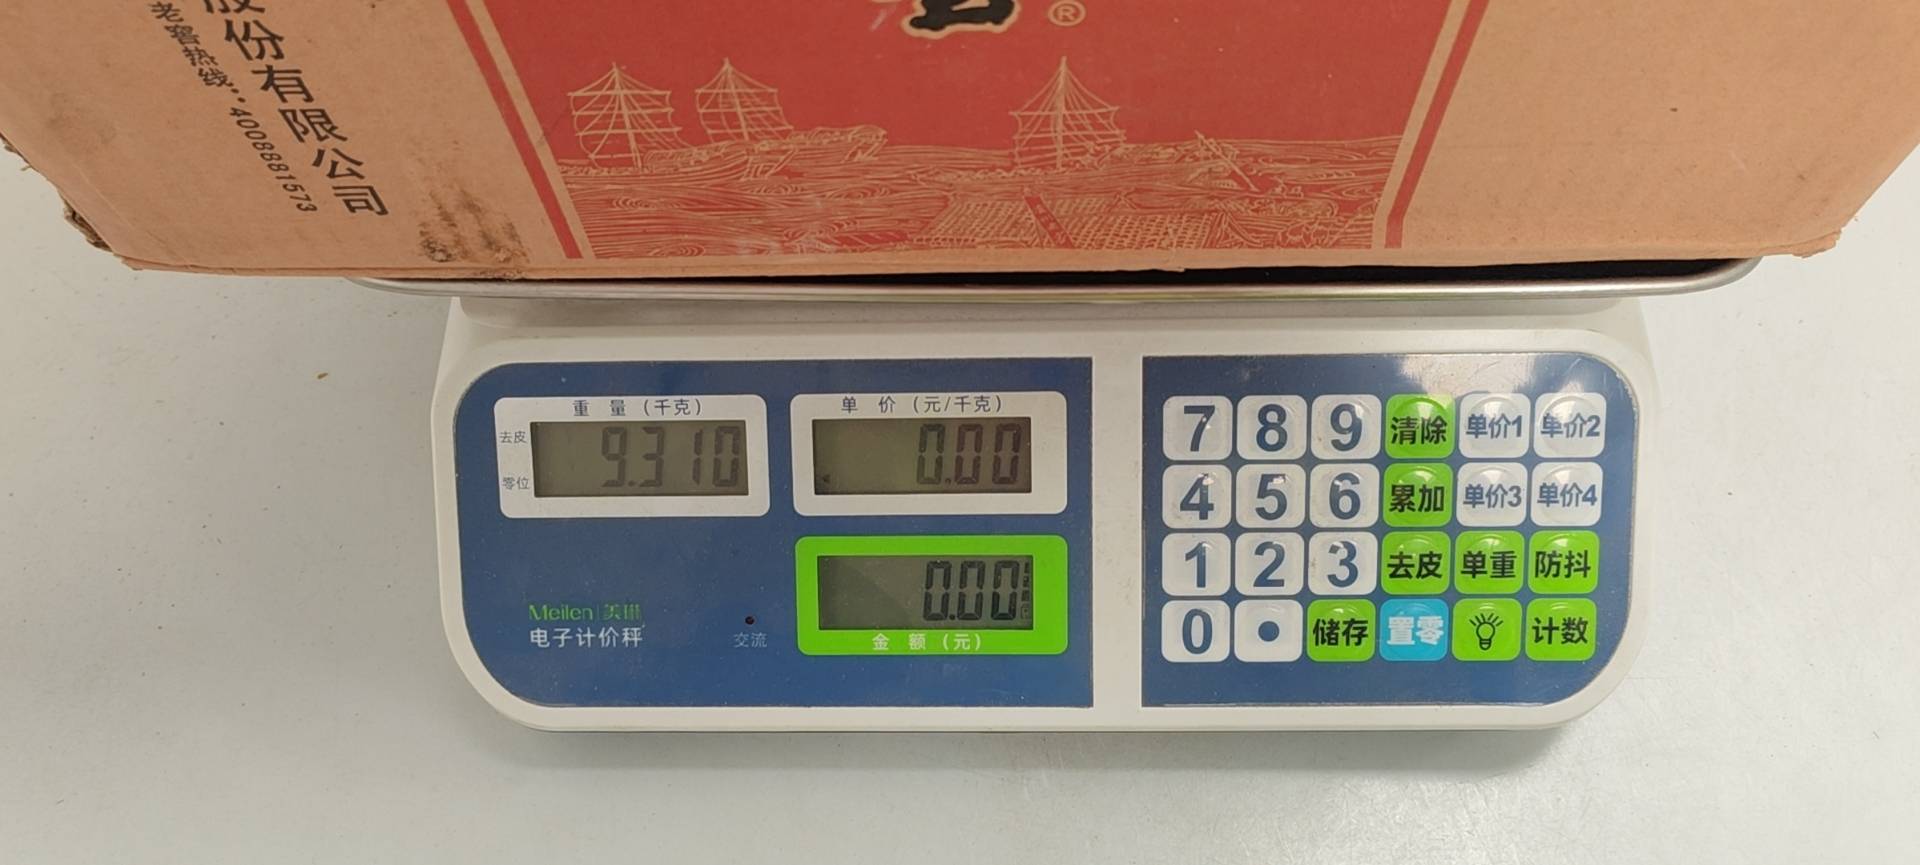 股份有限公司
老窖热线：4008881573
®
重 量 (千克)
去皮
零位
9.310
单 价 (元/千克)
0.00
0.00
金 额 (元)
Meilen 美琳
电子计价秤
交流
7 8 9 清除 单价1 单价2
4 5 6 累加 单价3 单价4
1 2 3 去皮 单重 防抖
0 • 储存 置零 计数